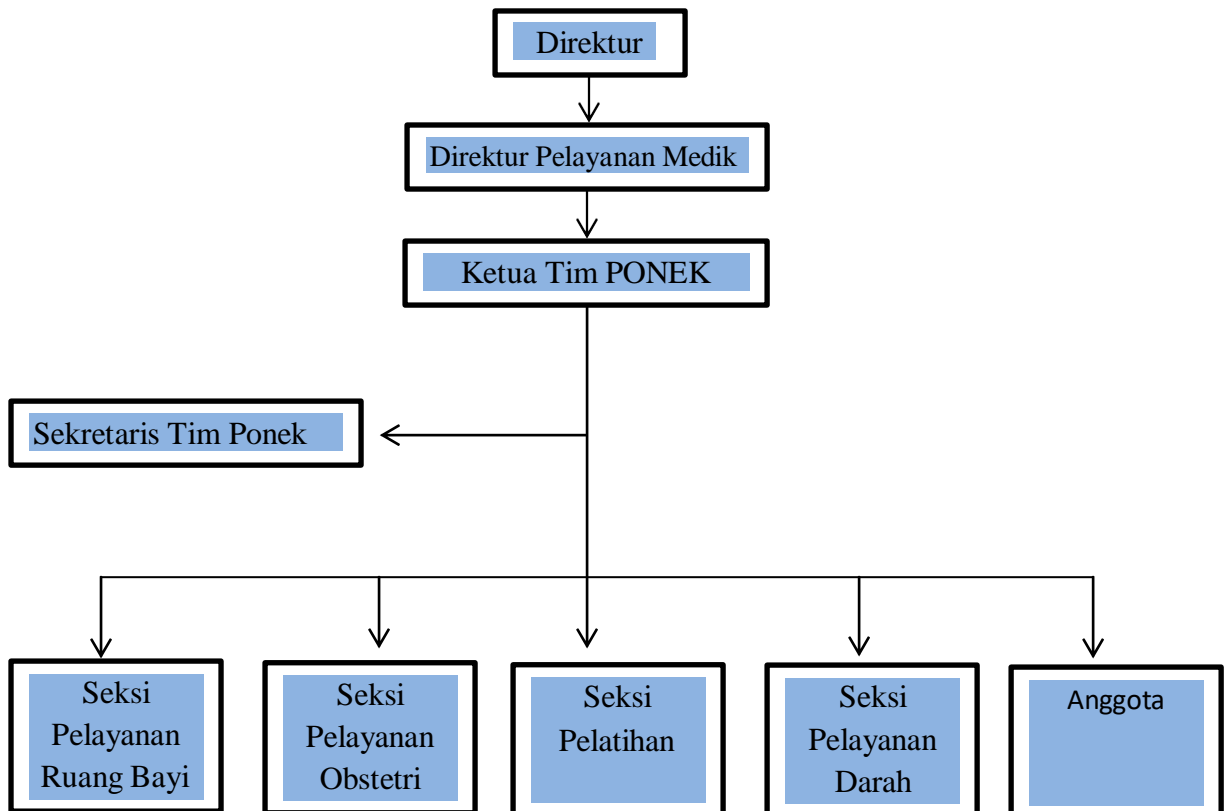 Direktur
Direktur Pelayanan Medik
Ketua Tim PONEK
Sekretaris Tim Ponek
Seksi
Pelayanan
Ruang Bayi
Seksi
Pelayanan
Obstetri
Seksi
Pelatihan
Seksi
Pelayanan
Darah
Anggota